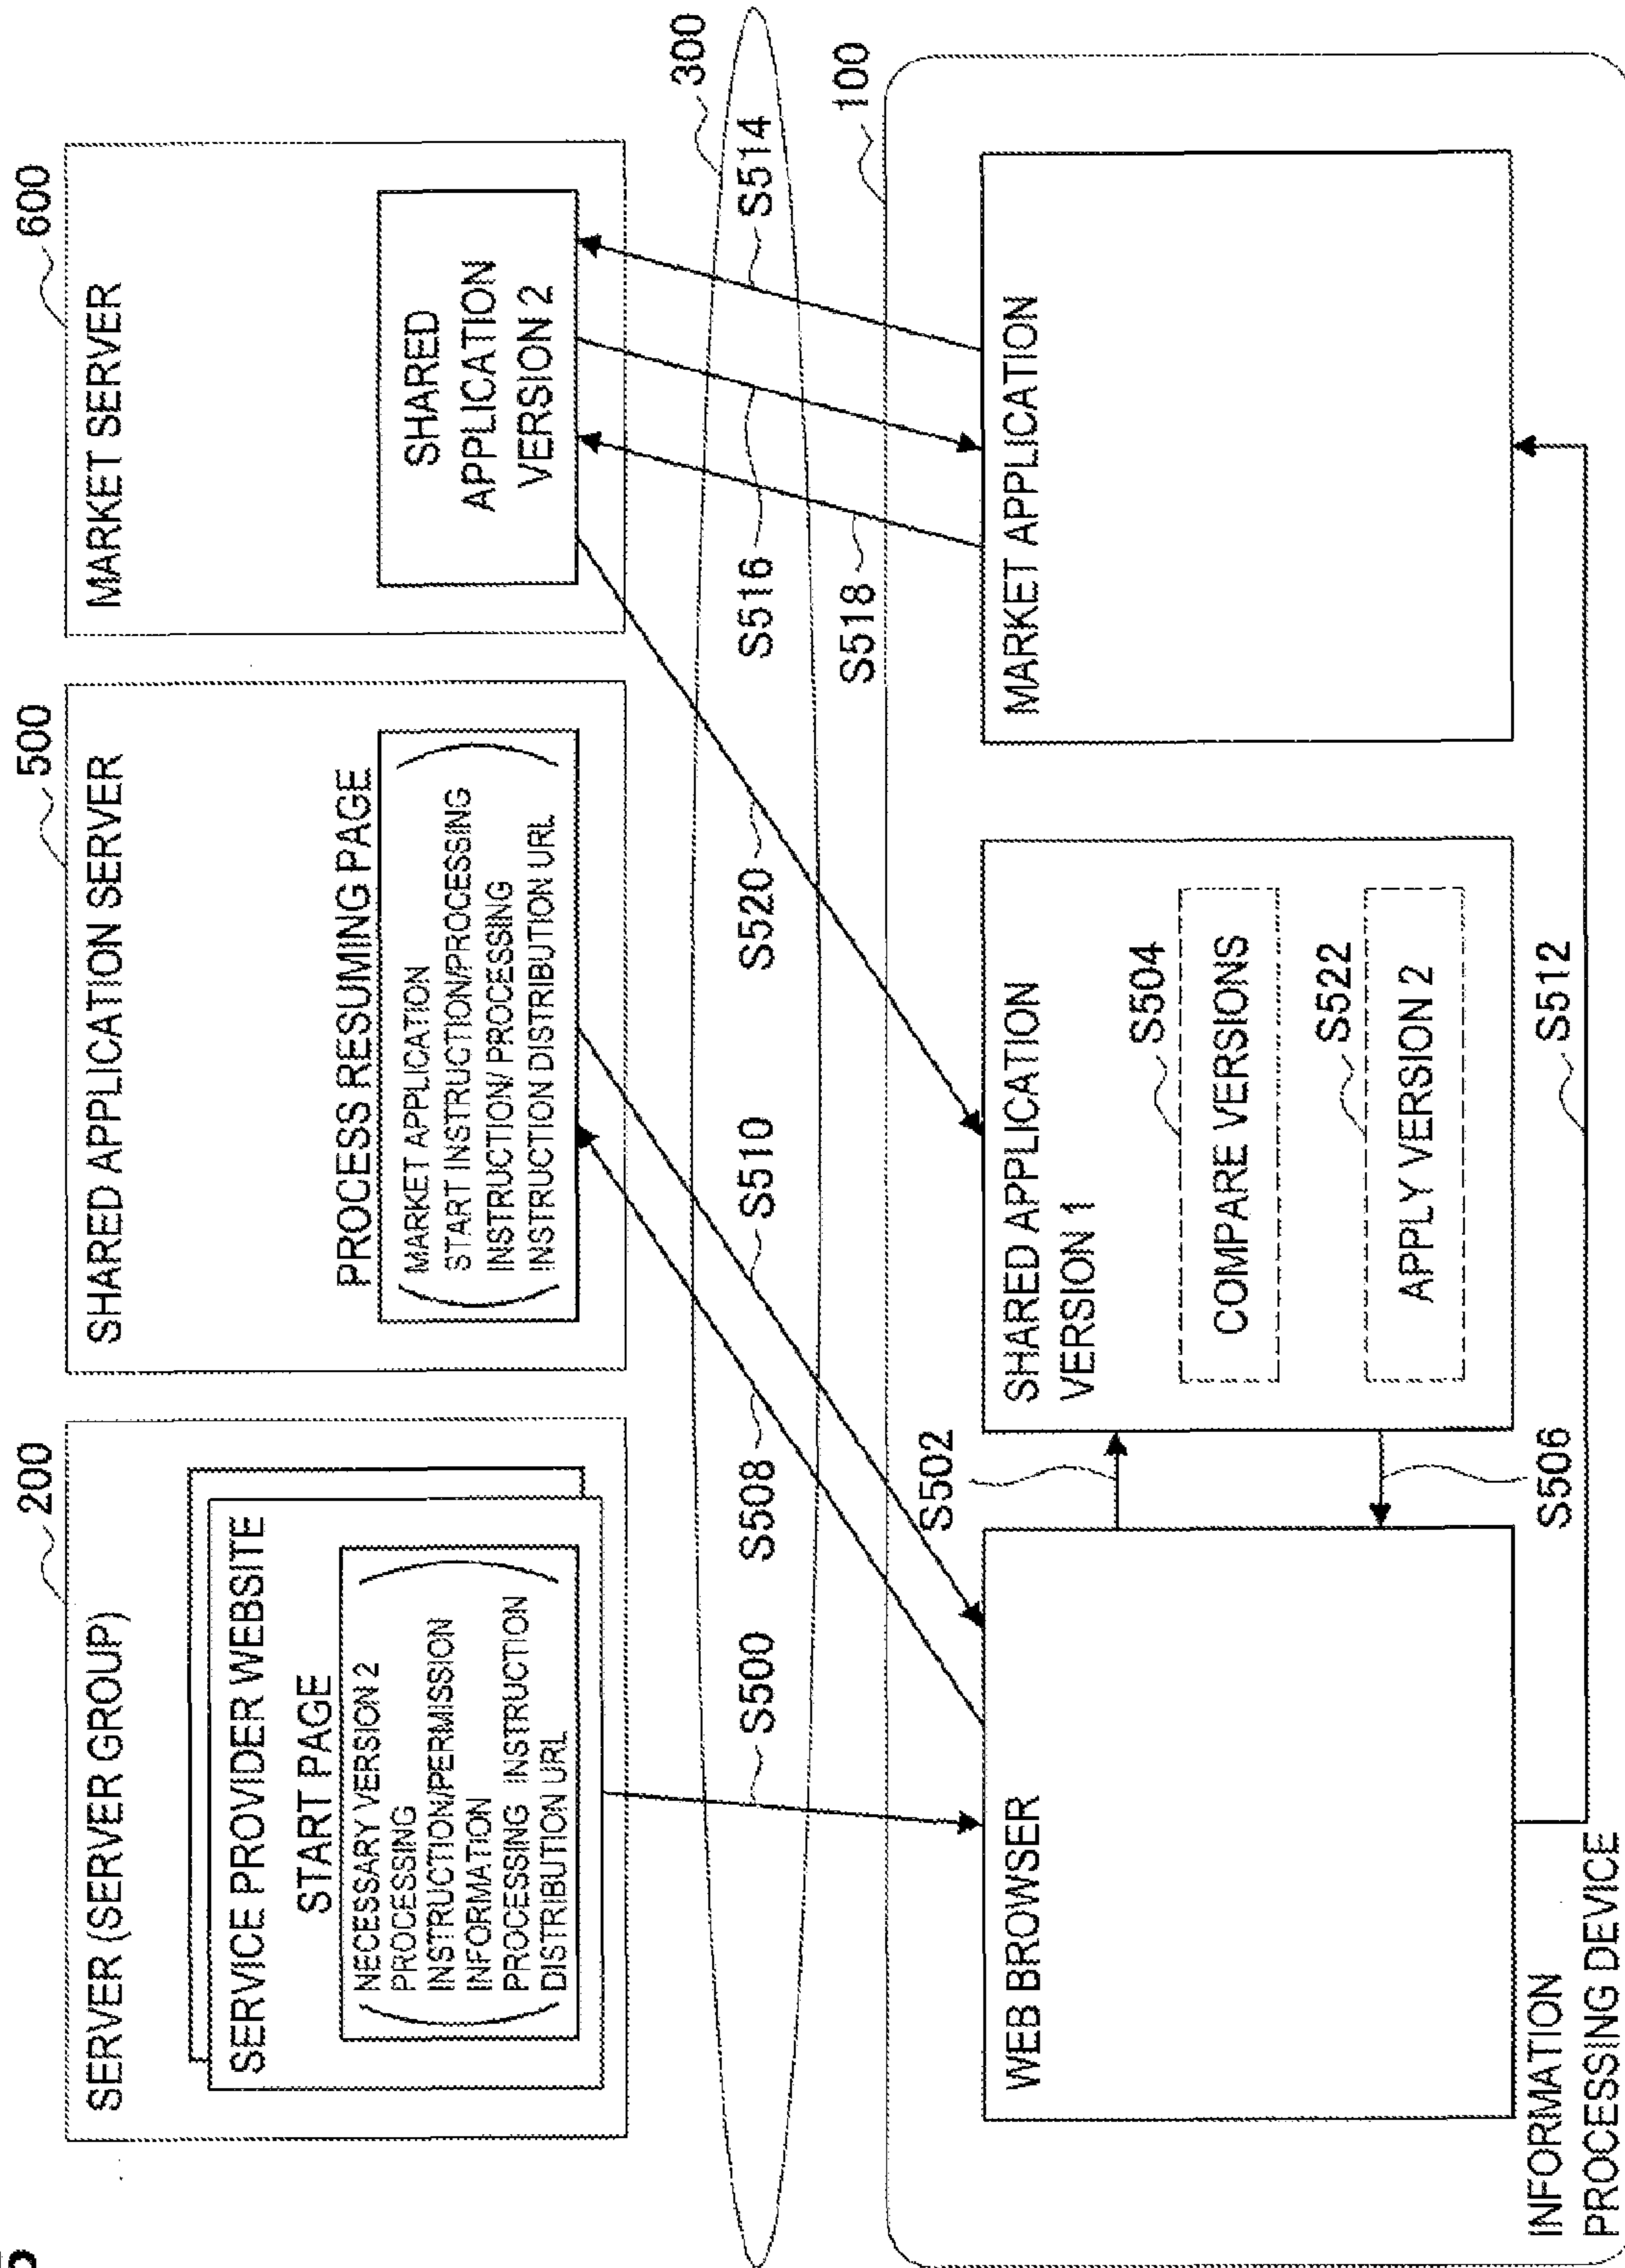 5
SERVER (SERVER GROUP)
200
SERVICE PROVIDER WEBSITE
START PAGE
NECESSARY VERSION 2
PROCESSING
INSTRUCTION/PERMISSION
INFORMATION
PROCESSING INSTRUCTION
DISTRIBUTION URL
SHARED APPLICATION SERVER
500
PROCESS RESUMING PAGE
MARKET APPLICATION
START INSTRUCTION/PROCESSING
INSTRUCTION/ PROCESSING
INSTRUCTION DISTRIBUTION URL
MARKET SERVER
600
SHARED
APPLICATION
VERSION 2
S500
S508
S510
S520
S516
S514
300
S518
100
WEB BROWSER
S502
S506
SHARED APPLICATION
VERSION 1
S504
COMPARE VERSIONS
S522
APPLY VERSION 2
MARKET APPLICATION
S512
INFORMATION
PROCESSING DEVICE